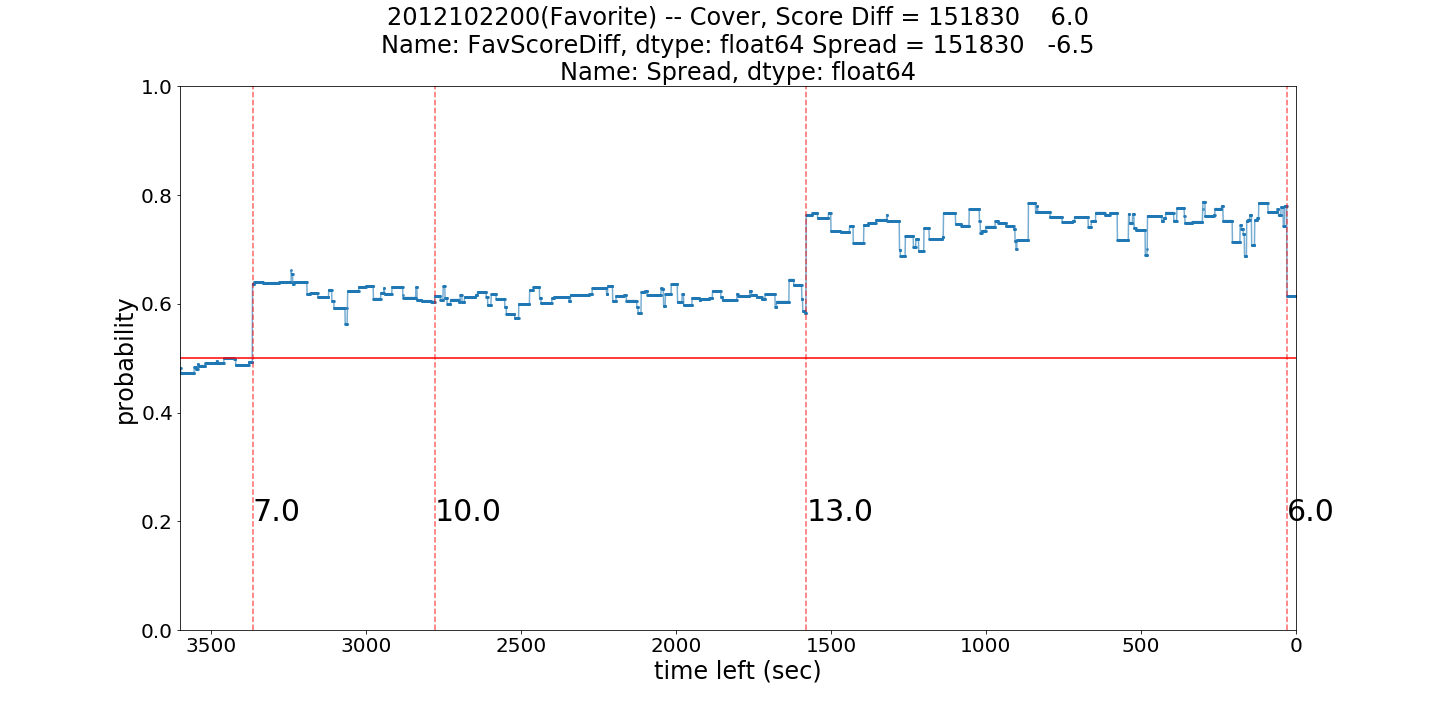 2012102200(Favorite) -- Cover, Score Diff = 151830    6.0
Name: FavScoreDiff, dtype: float64 Spread = 151830   -6.5
Name: Spread, dtype: float64
1.0
0.8
0.6
0.4
0.2
0.0
probability
7.0
10.0
13.0
6.0
3500 3000 2500 2000 1500 1000 500 0
time left (sec)